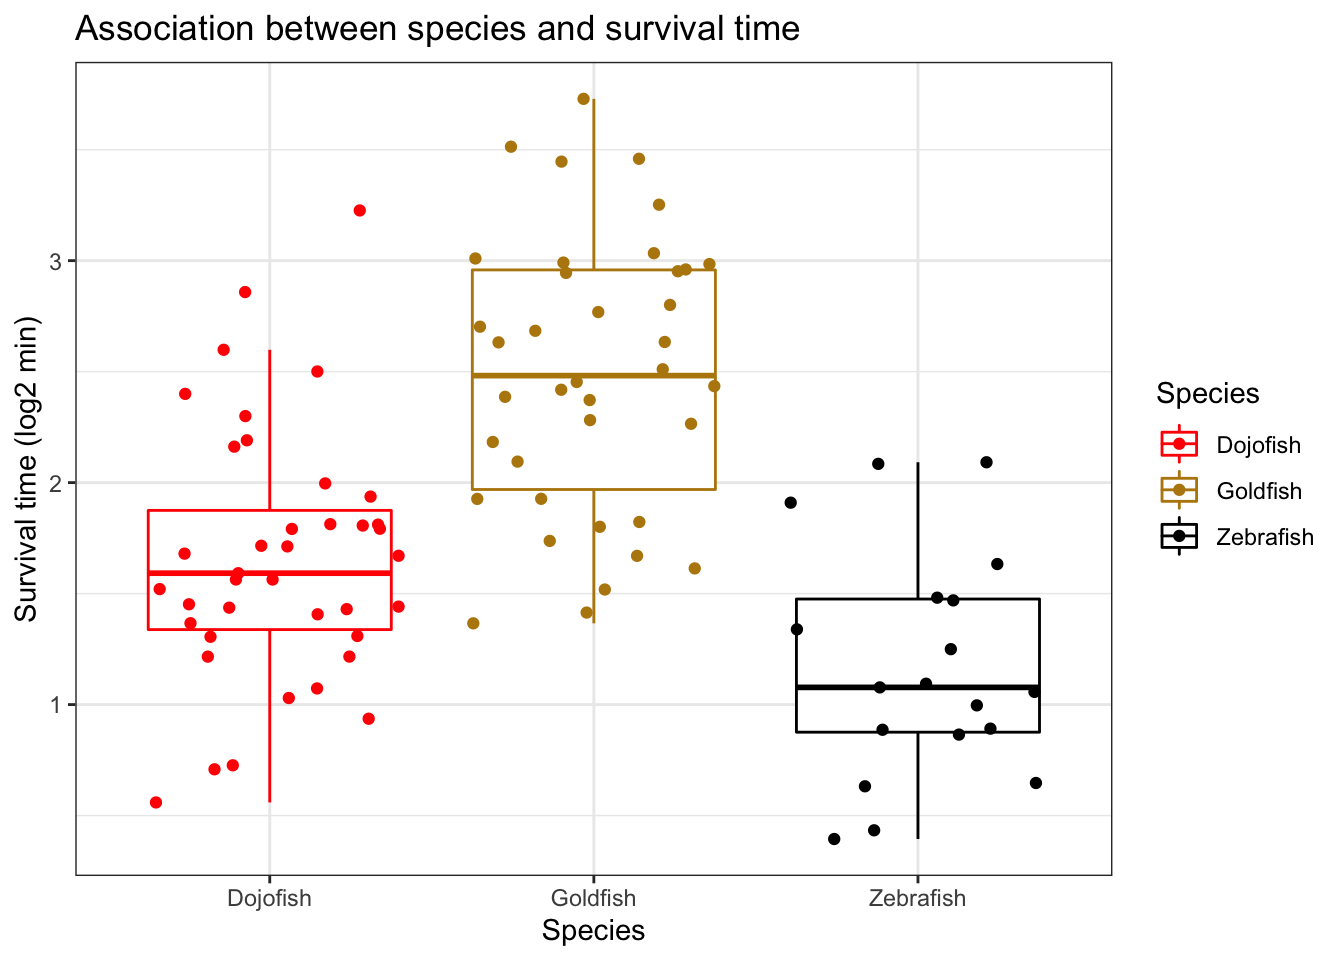 Association between species and survival time
Survival time (log2 min)
3
2
1
Dojofish
Goldfish
Zebrafish
Species
Species
Dojofish
Goldfish
Zebrafish